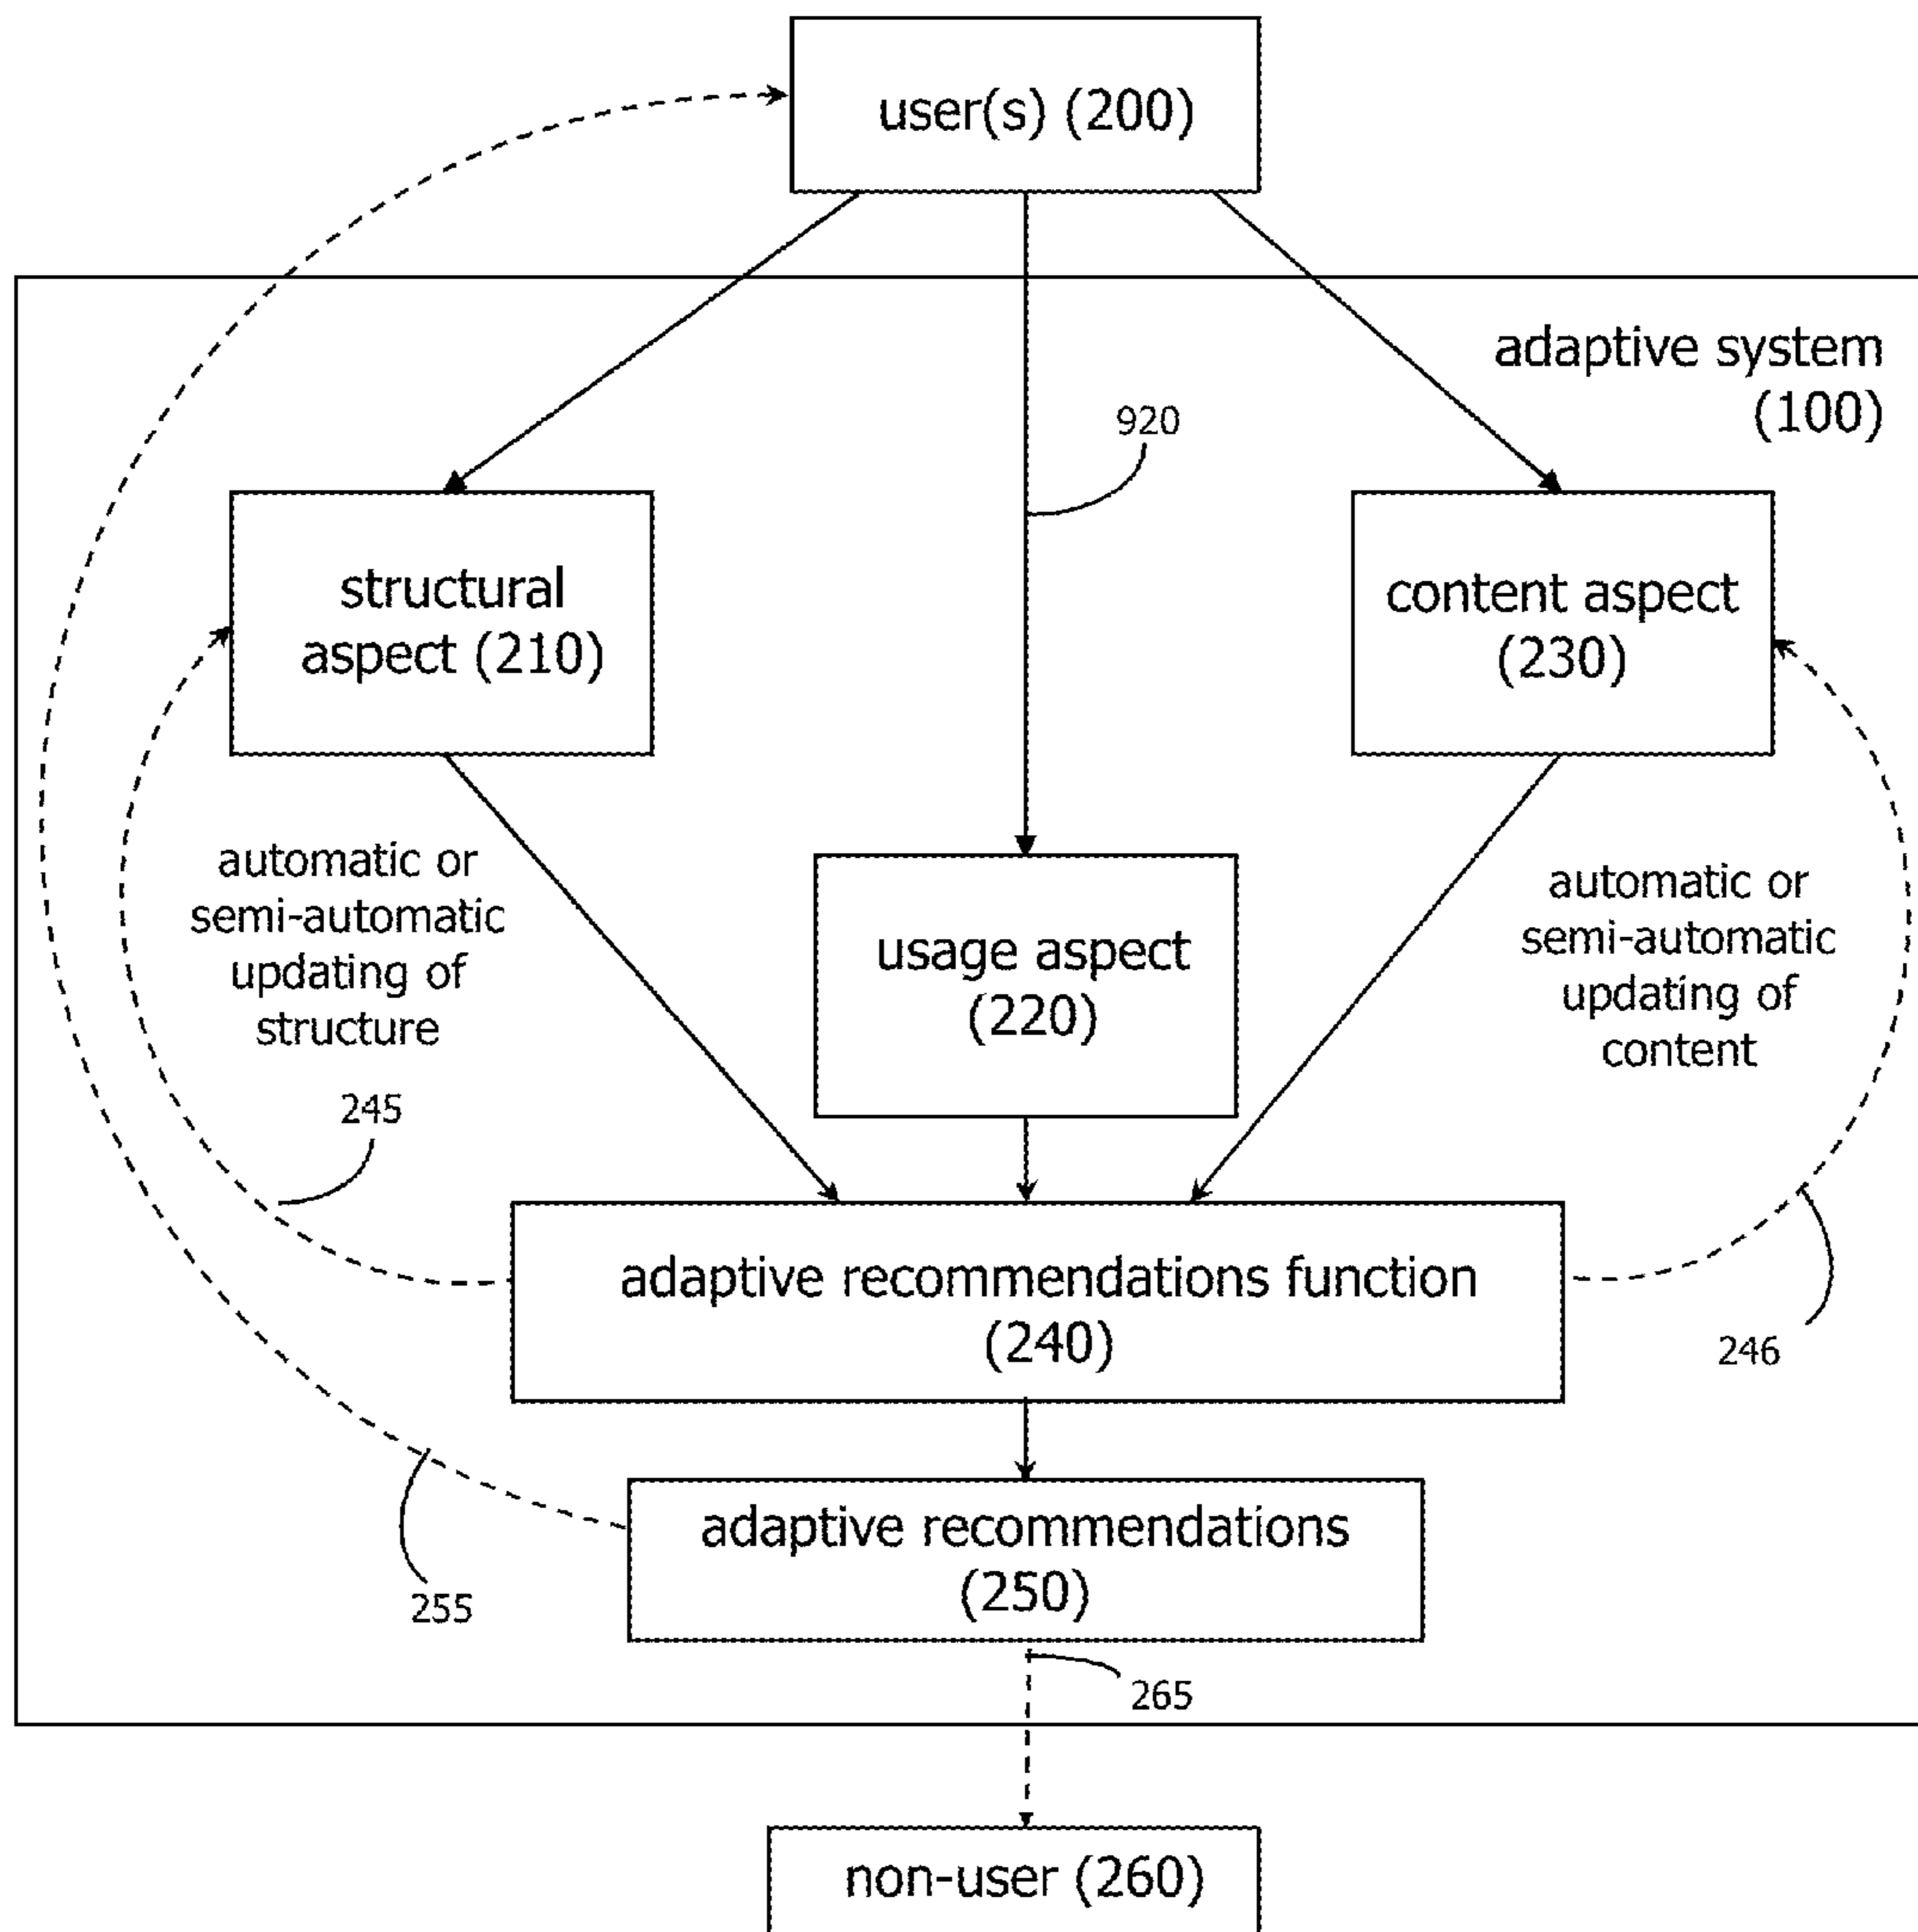 user(s) (200)
adaptive system
(100)
920
structural
aspect (210)
content aspect
(230)
automatic or
semi-automatic
updating of
structure
usage aspect
(220)
automatic or
semi-automatic
updating of
content
245
adaptive recommendations function
(240)
246
adaptive recommendations
(250)
255
265
non-user (260)